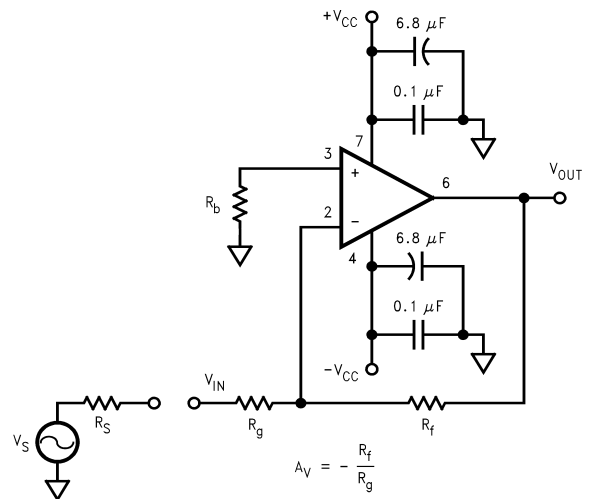 +VCC
6.8 μF
0.1 μF
7
3
+
Rb
2
−
6
VOUT
4
6.8 μF
0.1 μF
−VCC
VIN
RS
Rg
Rf
VS
AV = − Rf
Rg